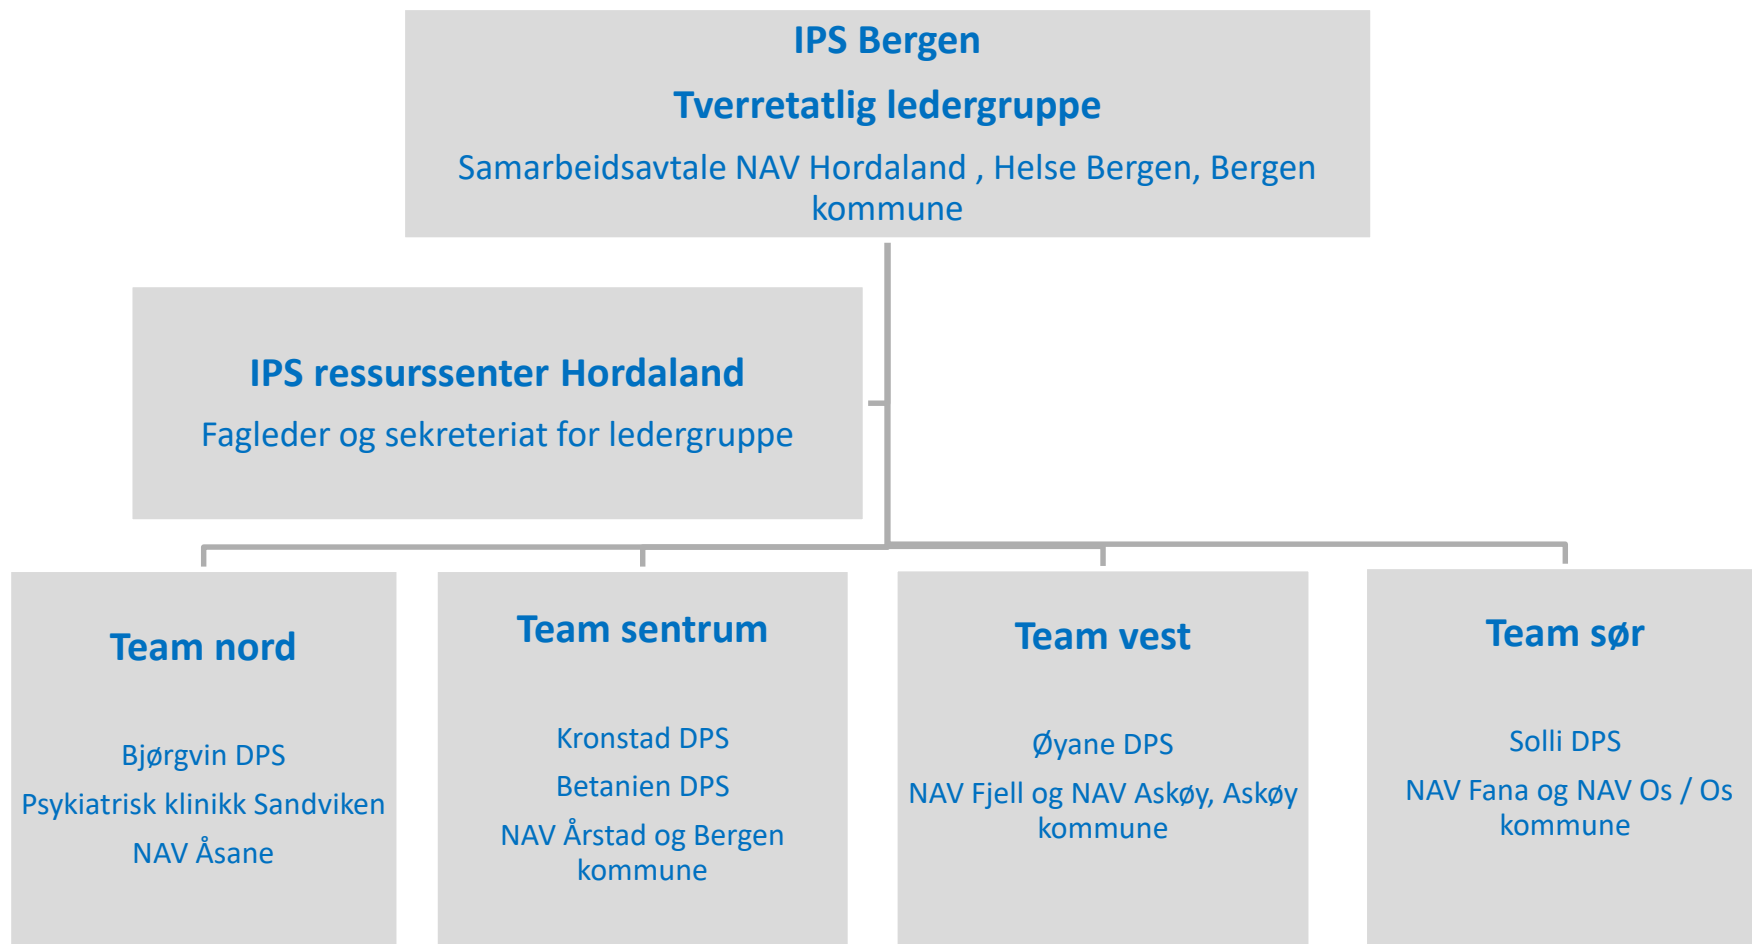 IPS Bergen
Tverretatlig ledergruppe
Samarbeidsavtale NAV Hordaland , Helse Bergen, Bergen
kommune
IPS ressurssenter Hordaland
Fagleder og sekreteriat for ledergruppe
Team nord
Bjørgvin DPS
Psykiatrisk klinikk Sandviken
NAV Åsane
Team sentrum
Kronstad DPS
Betanien DPS
NAV Årstad og Bergen
kommune
Team vest
Øyane DPS
NAV Fjell og NAV Askøy, Askøy
kommune
Team sør
Solli DPS
NAV Fana og NAV Os / Os
kommune